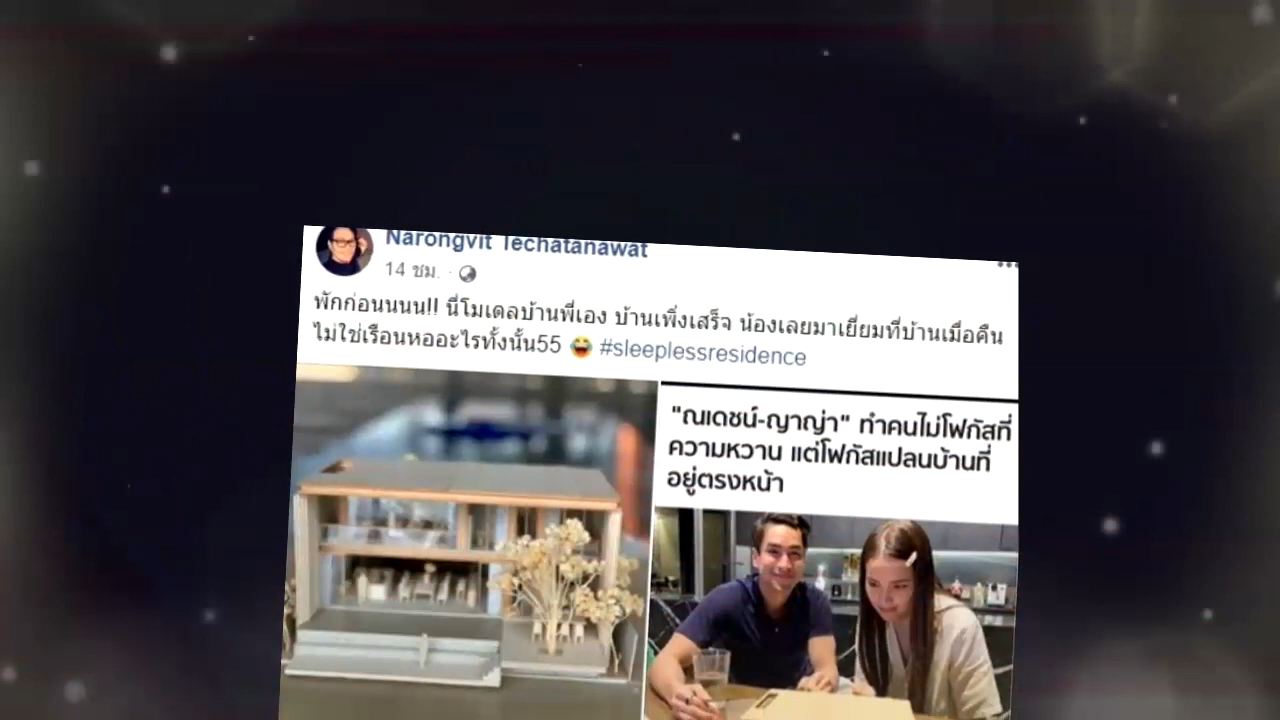 Narongvit Techatanawat
14 ชม. ·
พักก่อนนนน!! นี่โมเดลบ้านพี่เอง บ้านเพิ่งเสร็จ น้องเลยมาเยี่ยมที่บ้านเมื่อคืน
ไม่ใช่เรือนหออะไรทั้งนั้น55 😂 #sleeplessresidence
"ณเดชน์-ญาญ่า" ทำคนไม่โฟกัสที่
ความหวาน แต่โฟกัสแปลนบ้านที่
อยู่ตรงหน้า